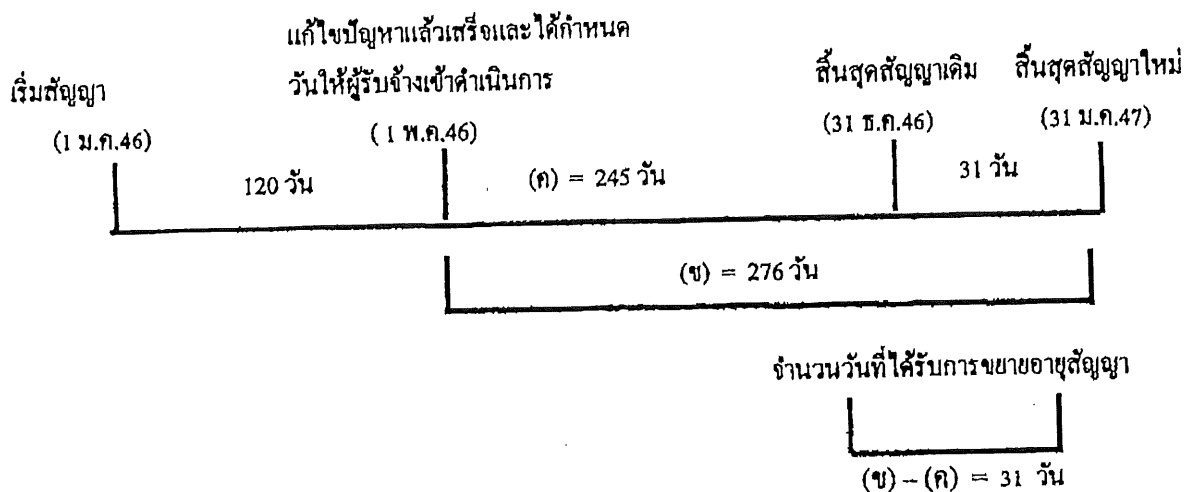 แก้ไขปัญหาแล้วเสร็จและได้กำหนด
วันให้ผู้รับจ้างเข้าดำเนินการ
เริ่มสัญญา
สิ้นสุดสัญญาเดิม
สิ้นสุดสัญญาใหม่
(1 ม.ค.46)
( 1 พ.ค.46)
(31 ธ.ค.46)
(31 ม.ค.47)
120 วัน
(ค) = 245 วัน
31 วัน
(ข) = 276 วัน
จำนวนวันที่ได้รับการขยายอายุสัญญา
(ข) – (ค) = 31 วัน